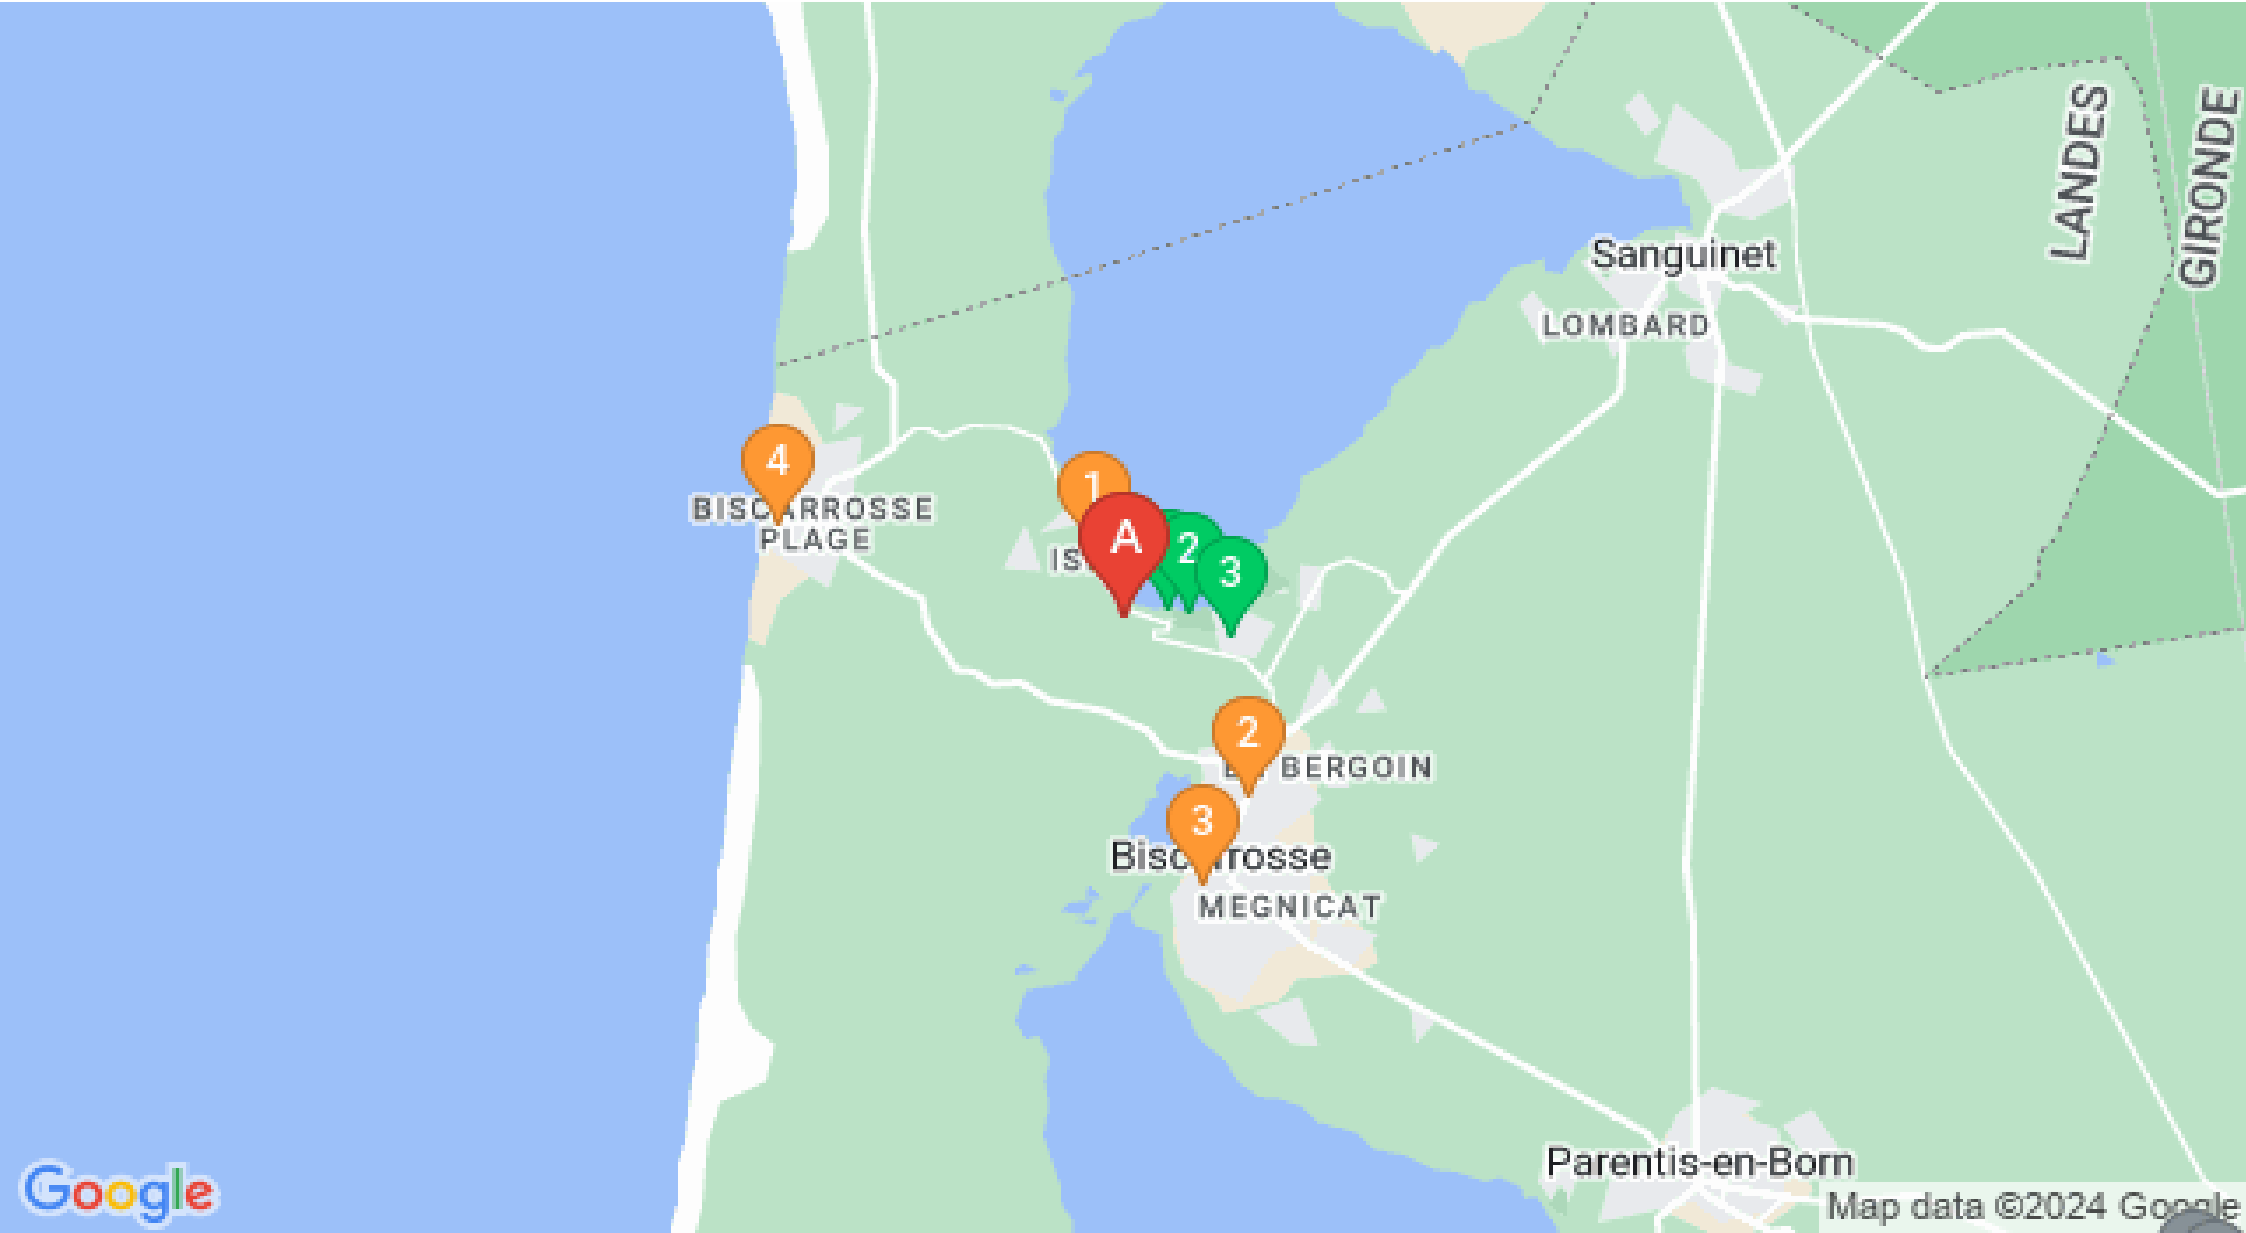 LANDES
GIRONDE
Sanguinet
LOMBARD
4
1
BISCARROSSE
PLAGE
A
2
3
2
BERGOIN
3
Biscarrosse
MEGNICAT
Parentis-en-Born
Google
Map data ©2024 Google